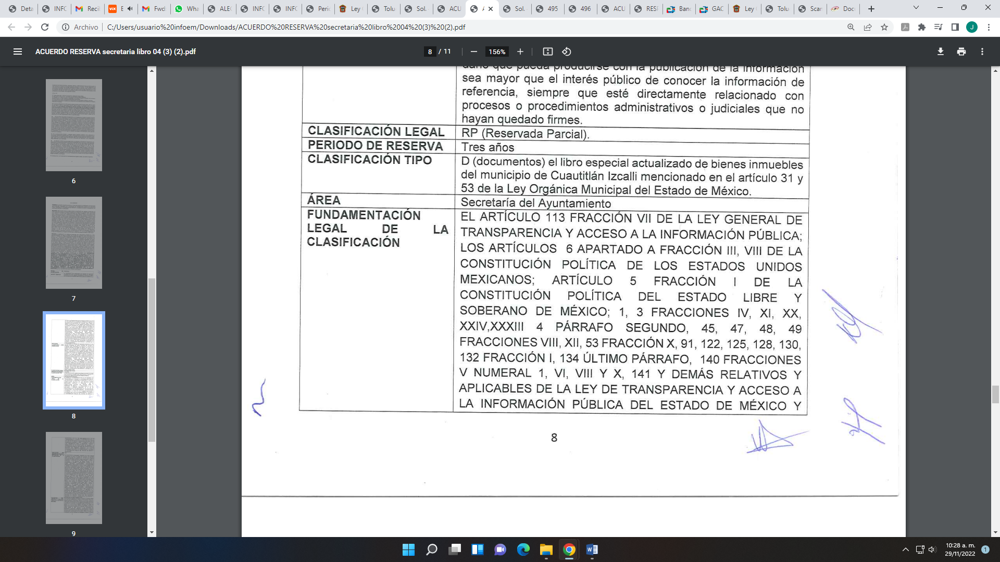 Deta
INFO
Recil
E
Fwd
Wha
ALEC
INFO
INFO
Peric
Ley
Tolu
Sol.
ACU
A
Sol.
495
496
ACU
RESI
Banc
GAC
Ley
Tolu
Scar
Doc
Archivo
C:/Users/usuario%20infoem/Downloads/ACUERDO%20RESERVA%20secretaria%20libro%2004%20(3)%20(2).pdf
J
ACUERDO RESERVA secretaria libro 04 (3) (2).pdf
8 / 11
156%
6
7
8
9
daño que pueda producirse con la publicación de la información
sea mayor que el interés público de conocer la información de
referencia, siempre que esté directamente relacionado con
procesos o procedimientos administrativos o judiciales que no
hayan quedado firmes.
CLASIFICACIÓN LEGAL
RP (Reservada Parcial).
PERIODO DE RESERVA
Tres años
CLASIFICACIÓN TIPO
D (documentos) el libro especial actualizado de bienes inmuebles
del municipio de Cuautitlán Izcalli mencionado en el artículo 31 y
53 de la Ley Orgánica Municipal del Estado de México.
ÁREA
Secretaría del Ayuntamiento
FUNDAMENTACIÓN
LEGAL DE LA
CLASIFICACIÓN
EL ARTÍCULO 113 FRACCIÓN VII DE LA LEY GENERAL DE
TRANSPARENCIA Y ACCESO A LA INFORMACIÓN PÚBLICA;
LOS ARTÍCULOS 6 APARTADO A FRACCIÓN III, VIII DE LA
CONSTITUCIÓN POLÍTICA DE LOS ESTADOS UNIDOS
MEXICANOS; ARTÍCULO 5 FRACCIÓN I DE LA
CONSTITUCIÓN POLÍTICA DEL ESTADO LIBRE Y
SOBERANO DE MÉXICO; 1, 3 FRACCIONES IV, XI, XX,
XXIV,XXXIII 4 PÁRRAFO SEGUNDO, 45, 47, 48, 49
FRACCIONES VIII, XII, 53 FRACCIÓN X, 91, 122, 125, 128, 130,
132 FRACCIÓN I, 134 ÚLTIMO PÁRRAFO, 140 FRACCIONES
V NUMERAL 1, VI, VIII Y X, 141 Y DEMÁS RELATIVOS Y
APLICABLES DE LA LEY DE TRANSPARENCIA Y ACCESO A
LA INFORMACIÓN PÚBLICA DEL ESTADO DE MÉXICO Y
8
10:28 a. m.
29/11/2022
1